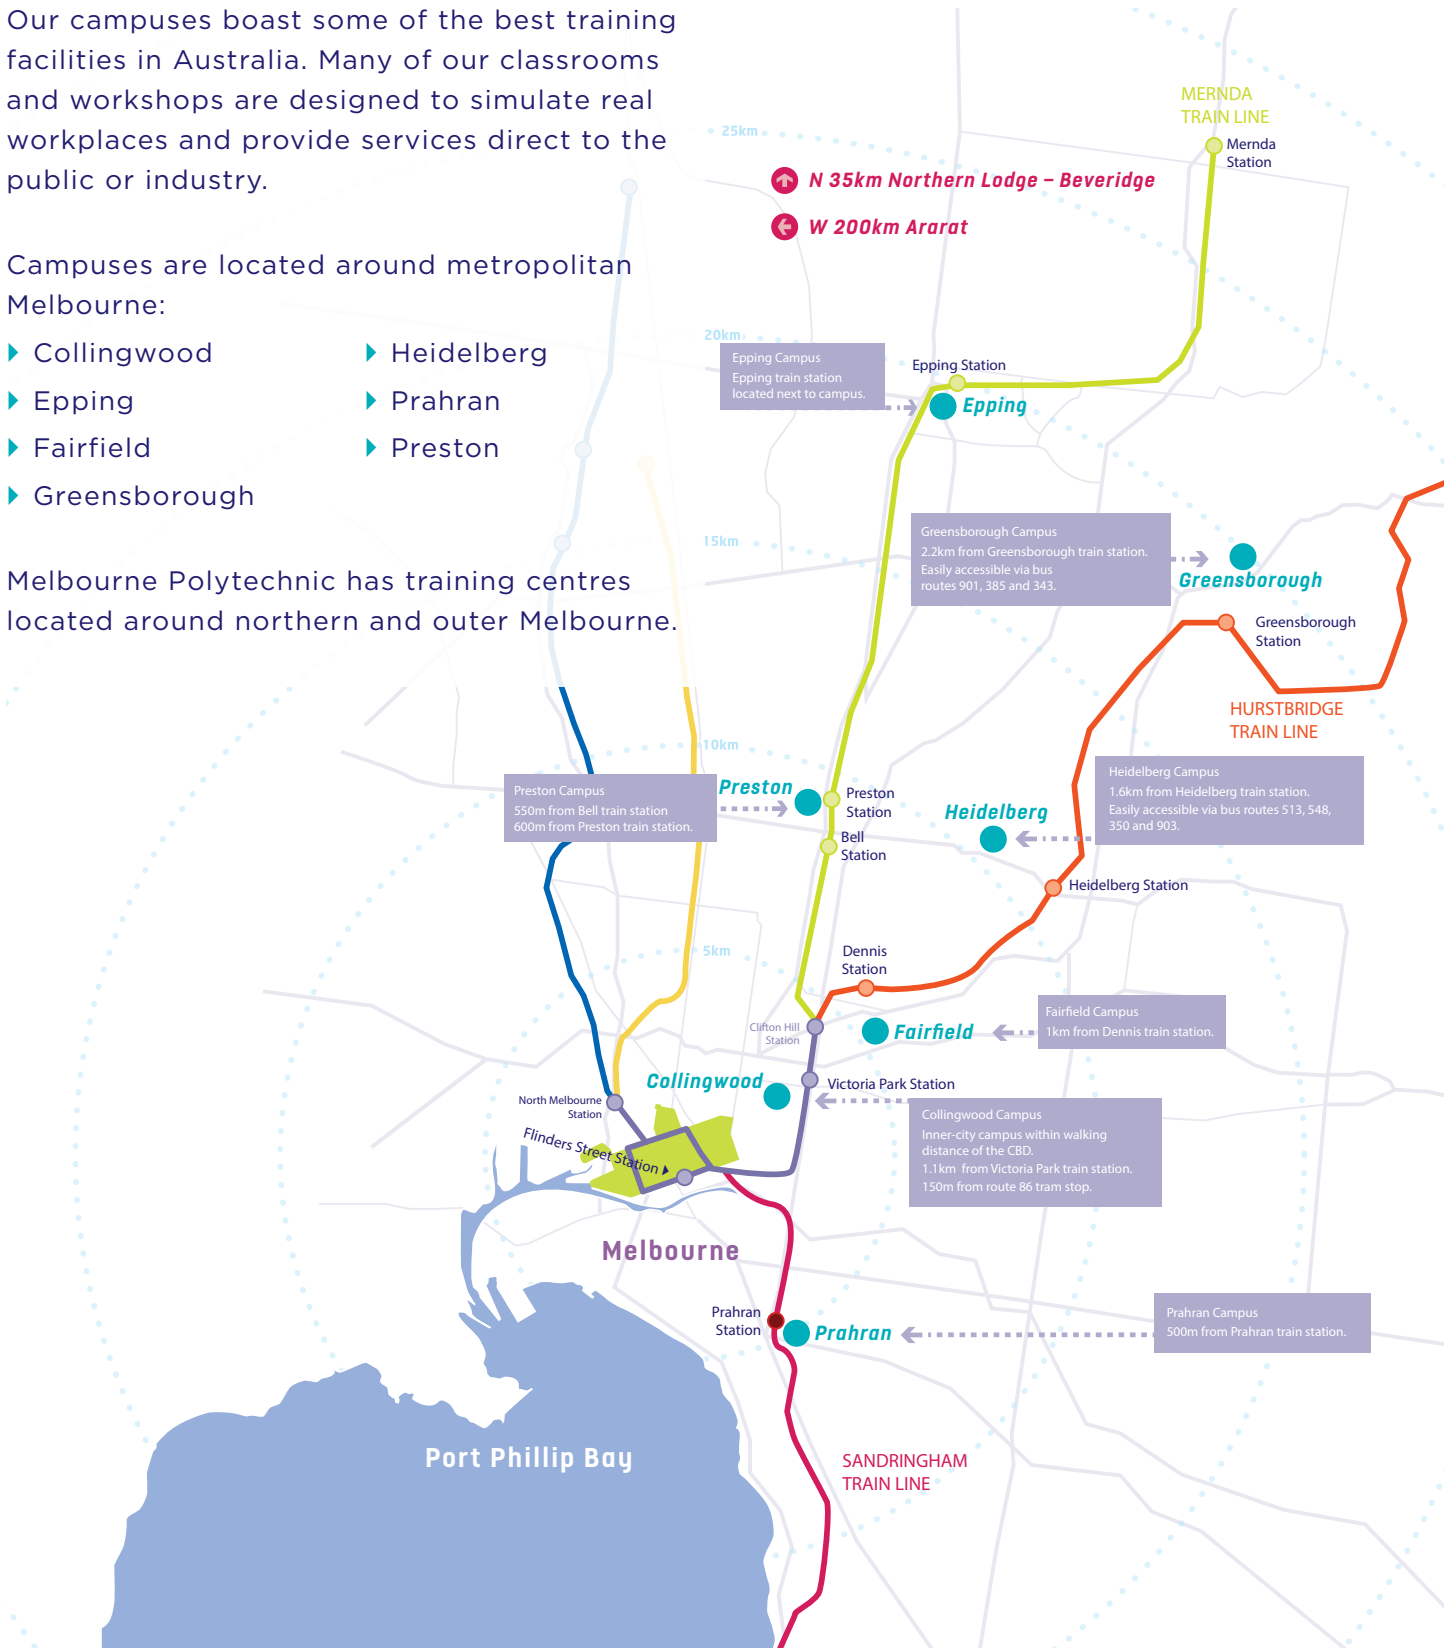 Our campuses boast some of the best training
facilities in Australia. Many of our classrooms
and workshops are designed to simulate real
workplaces and provide services direct to the
public or industry.
Campuses are located around metropolitan
Melbourne:
Collingwood
Epping
Fairfield
Greensborough
Heidelberg
Prahran
Preston
Melbourne Polytechnic has training centres
located around northern and outer Melbourne.
MERNDA
TRAIN LINE
Mernda
Station
25km
N 35km Northern Lodge – Beveridge
W 200km Ararat
20km
Epping Campus
Epping train station
located next to campus.
Epping Station
Epping
15km
Greensborough Campus
2.2km from Greensborough train station.
Easily accessible via bus
routes 901, 385 and 343.
Greensborough
Greensborough
Station
HURSTBRIDGE
TRAIN LINE
10km
Preston Campus
550m from Bell train station
600m from Preston train station.
Preston
Preston
Station
Bell
Station
Heidelberg Campus
1.6km from Heidelberg train station.
Easily accessible via bus routes 513, 548,
350 and 903.
Heidelberg
Heidelberg Station
5km
Dennis
Station
Fairfield Campus
1km from Dennis train station.
Fairfield
Clifton Hill
Station
Collingwood
Victoria Park Station
Collingwood Campus
Inner-city campus within walking
distance of the CBD.
1.1km from Victoria Park train station.
150m from route 86 tram stop.
North Melbourne
Station
Flinders Street Station
Melbourne
Prahran
Station
Prahran
Prahran Campus
500m from Prahran train station.
Port Phillip Bay
SANDRINGHAM
TRAIN LINE